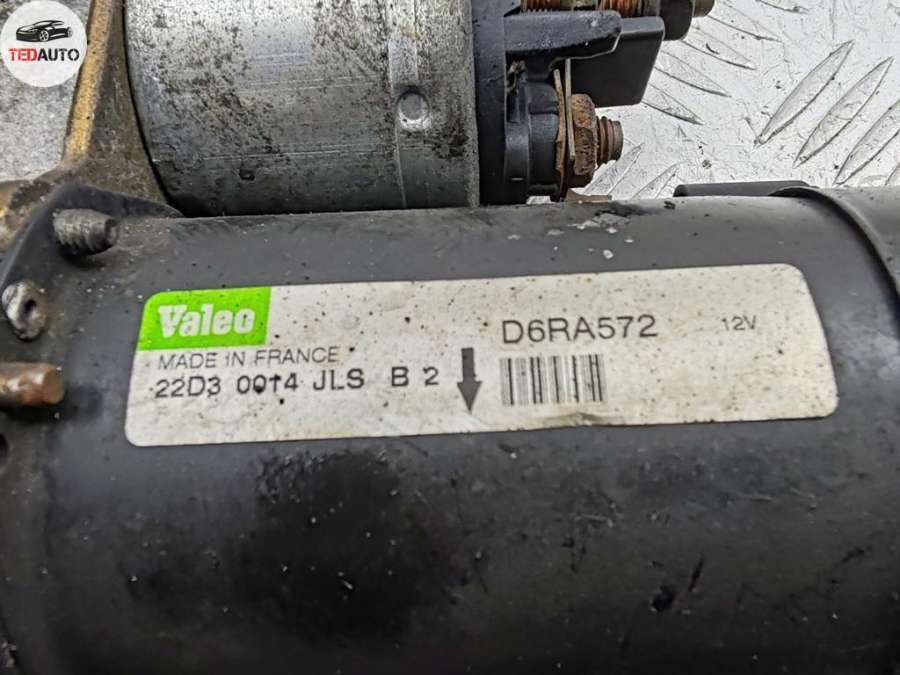 TEDAUTO
Valeo
MADE IN FRANCE
22D3 0014 JLS B 2
D6RA572
12V